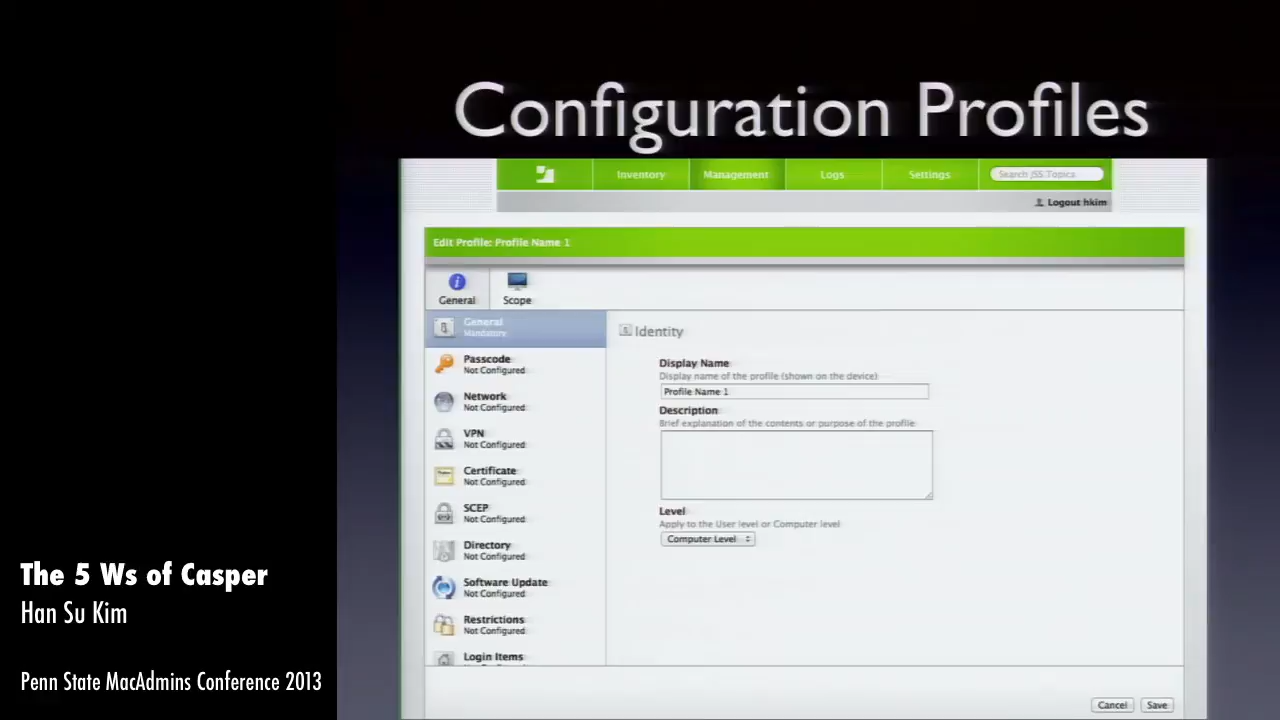 Configuration Profiles
Inventory
Management
Logs
Settings
Search JSS Topics
Logout hkim
Edit Profile: Profile Name 1
General
Scope
General
Mandatory
Identity
Passcode
Not Configured
Network
Not Configured
VPN
Not Configured
Certificate
Not Configured
SCEP
Not Configured
Directory
Not Configured
Software Update
Not Configured
Restrictions
Not Configured
Login Items
Display Name
Display name of the profile (shown on the device)
Profile Name 1
Description
Brief explanation of the contents or purpose of the profile
Level
Apply to the User level or Computer level
Computer Level
Cancel
Save
The 5 Ws of Casper
Han Su Kim
Penn State MacAdmins Conference 2013